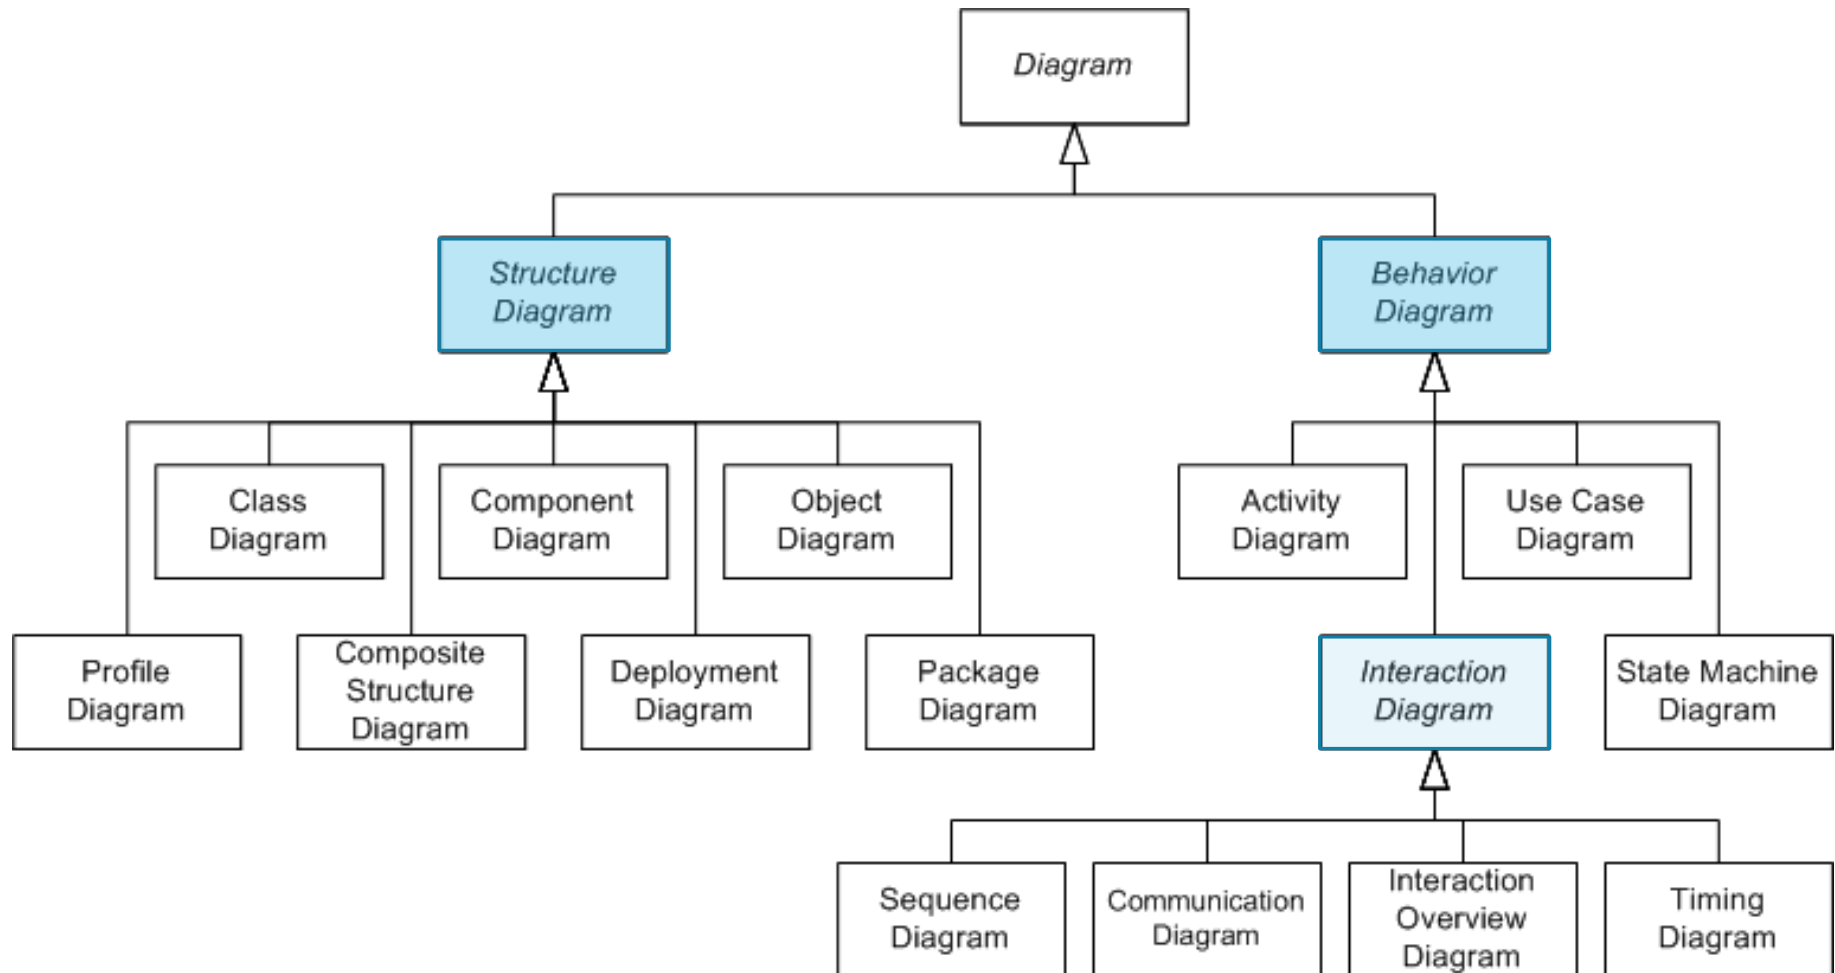 Diagram
Structure
Diagram
Behavior
Diagram
Class
Diagram
Component
Diagram
Object
Diagram
Activity
Diagram
Use Case
Diagram
Profile
Diagram
Composite
Structure
Diagram
Deployment
Diagram
Package
Diagram
Interaction
Diagram
State Machine
Diagram
Sequence
Diagram
Communication
Diagram
Interaction
Overview
Diagram
Timing
Diagram